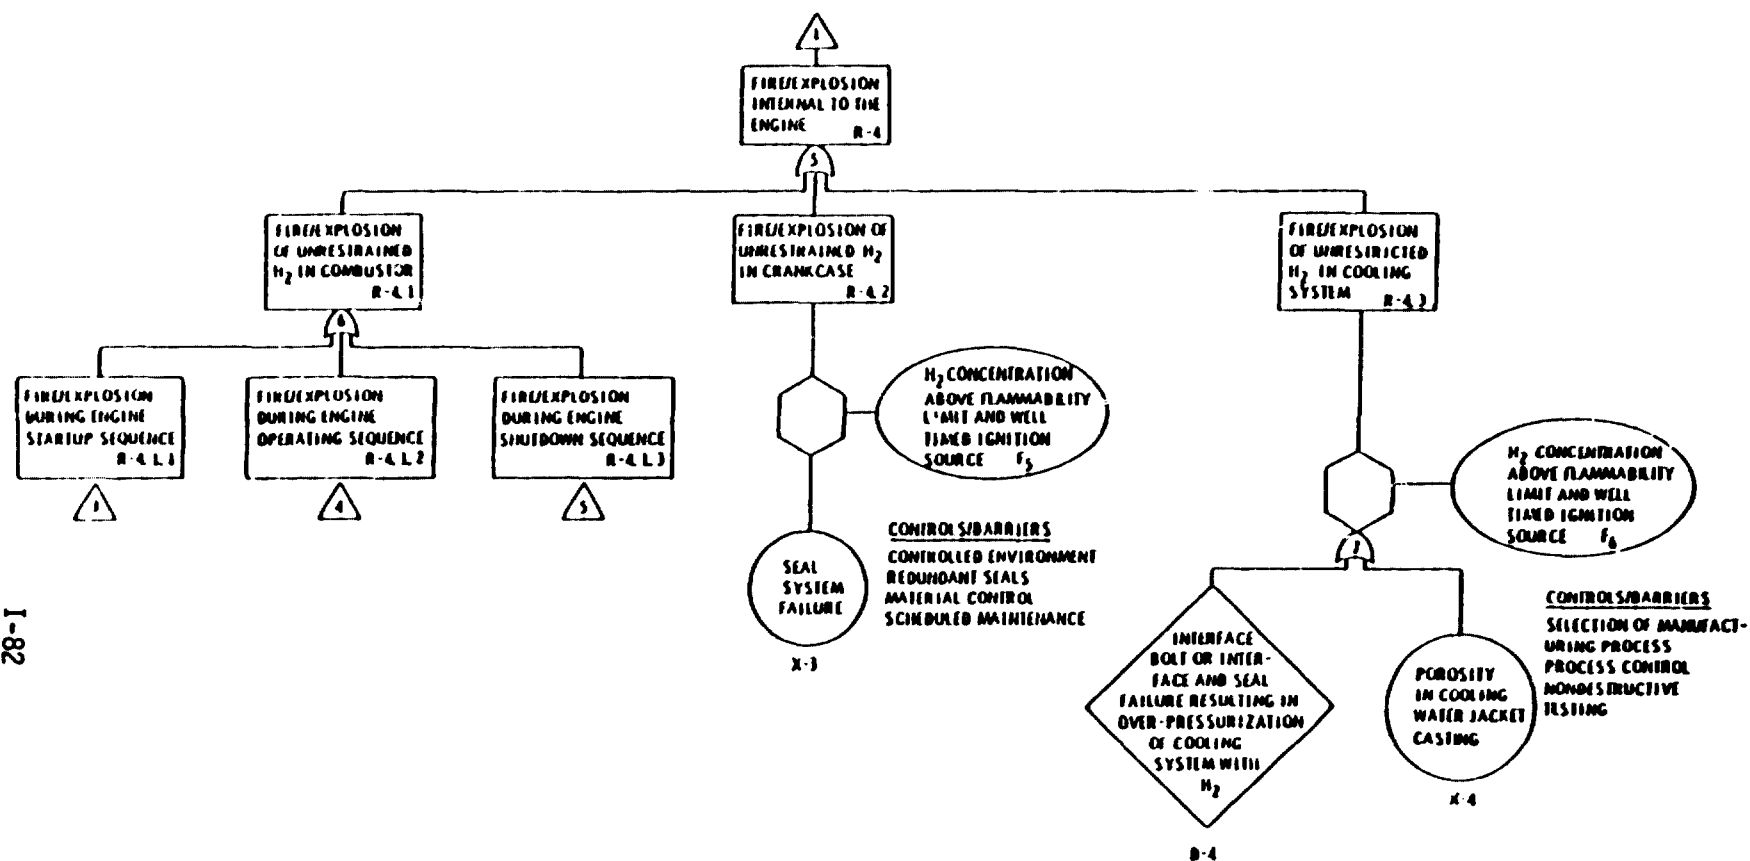 FIRE/EXPLOSION
INTERNAL TO THE
ENGINE
R-4
5
FIRE/EXPLOSION
OF UNRESTRAINED
H2 IN COMBUSTOR
R-4.1
FIRE/EXPLOSION OF
UNRESTRAINED H2
IN CRANKCASE
R-4.2
FIRE/EXPLOSION
OF UNRESTRICTED
H2 IN COOLING
SYSTEM R-4.3
6
FIRE/EXPLOSION
DURING ENGINE
STARTUP SEQUENCE
R-4.1.1
FIRE/EXPLOSION
DURING ENGINE
OPERATING SEQUENCE
R-4.1.2
FIRE/EXPLOSION
DURING ENGINE
SHUTDOWN SEQUENCE
R-4.1.3
4
5
H2 CONCENTRATION
ABOVE FLAMMABILITY
LIMIT AND WELL
TIMED IGNITION
SOURCE F5
SEAL
SYSTEM
FAILURE
X-3
CONTROLS/BARRIERS
CONTROLLED ENVIRONMENT
REDUNDANT SEALS
MATERIAL CONTROL
SCHEDULED MAINTENANCE
H2 CONCENTRATION
ABOVE FLAMMABILITY
LIMIT AND WELL
TIMED IGNITION
SOURCE F6
7
INTERFACE
BOLT OR INTER-
FACE AND SEAL
FAILURE RESULTING IN
OVER-PRESSURIZATION
OF COOLING
SYSTEM WITH
H2
D-4
POROSITY
IN COOLING
WATER JACKET
CASTING
X-4
CONTROLS/BARRIERS
SELECTION OF MANUFACT-
URING PROCESS
PROCESS CONTROL
NONDESTRUCTIVE
TESTING
I-82